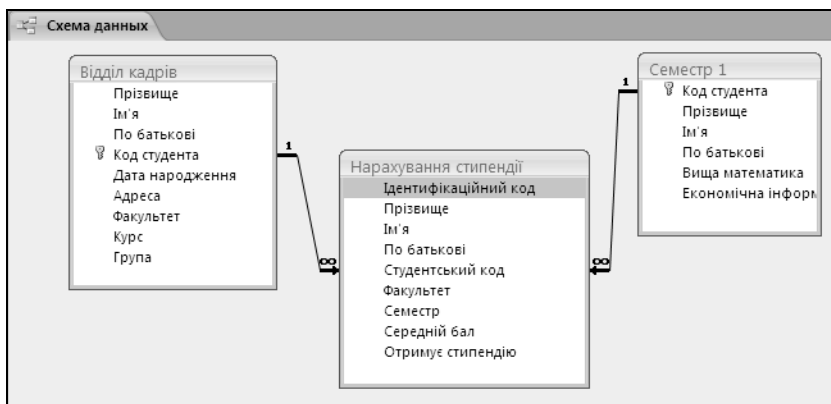 Схема данных
Відділ кадрів
Прізвище
Ім'я
По батькові
Код студента
Дата народження
Адреса
Факультет
Курс
Група
1
∞
Нарахування стипендії
Ідентифікаційний код
Прізвище
Ім'я
По батькові
Студентський код
Факультет
Семестр
Середній бал
Отримує стипендію
∞
1
Семестр 1
Код студента
Прізвище
Ім'я
По батькові
Вища математика
Економічна інформ